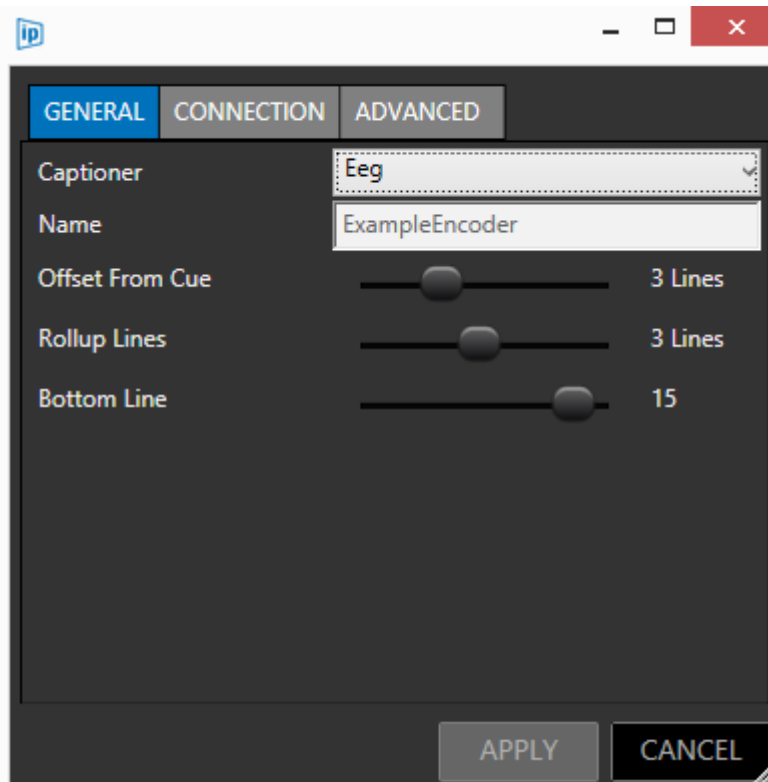 ip
GENERAL CONNECTION ADVANCED
Captioner Eeg
Name ExampleEncoder
Offset From Cue 3 Lines
Rollup Lines 3 Lines
Bottom Line 15
APPLY CANCEL